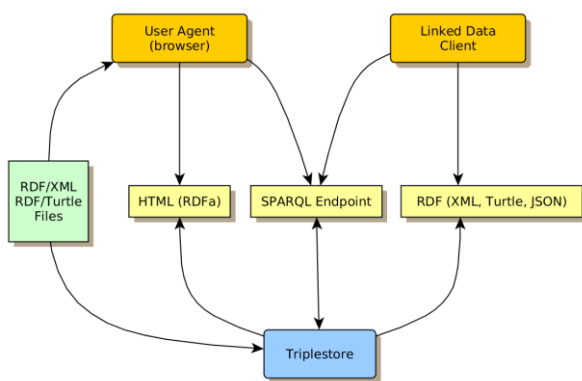 User Agent
(browser)
Linked Data
Client
RDF/XML
RDF/Turtle
Files
HTML (RDFa)
SPARQL Endpoint
RDF (XML, Turtle, JSON)
Triplestore